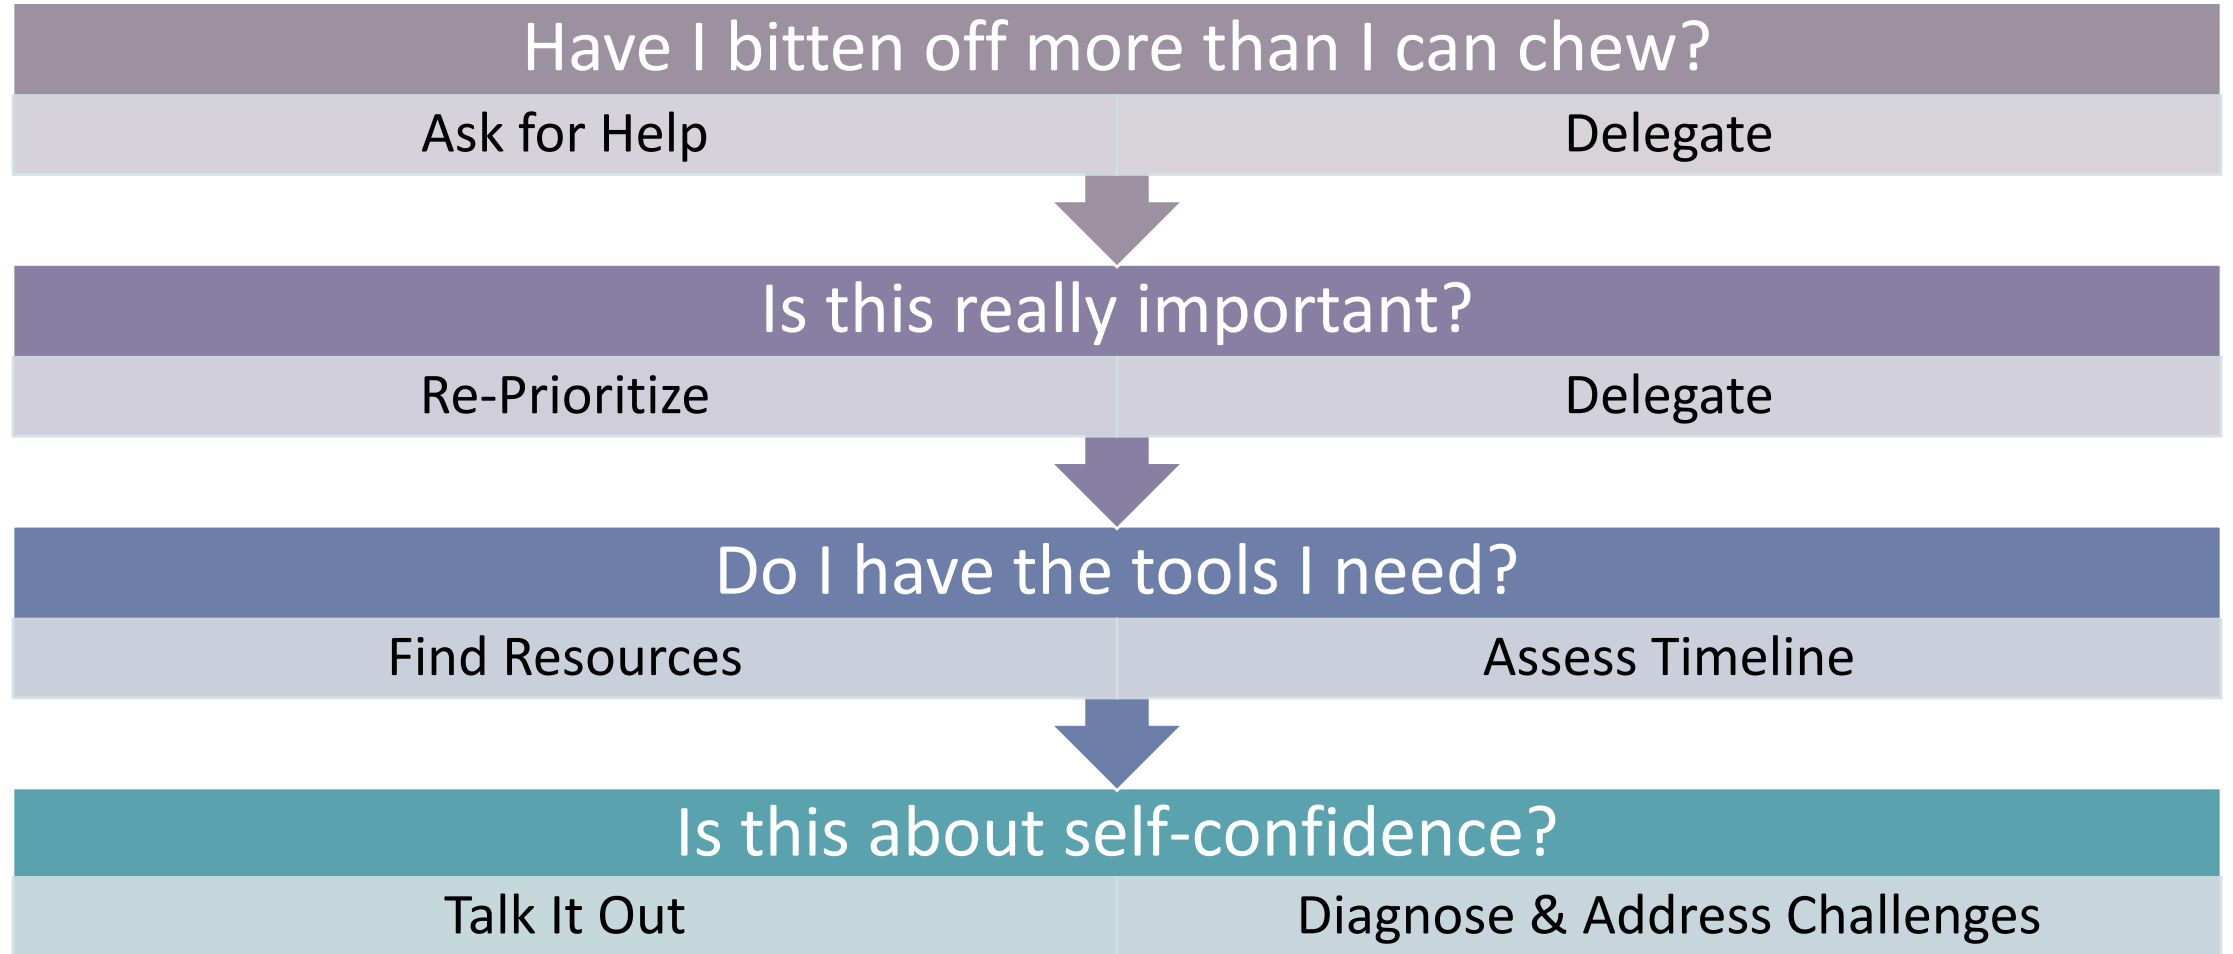 Have I bitten off more than I can chew?
Ask for Help
Delegate
Is this really important?
Re-Prioritize
Delegate
Do I have the tools I need?
Find Resources
Assess Timeline
Is this about self-confidence?
Talk It Out
Diagnose & Address Challenges